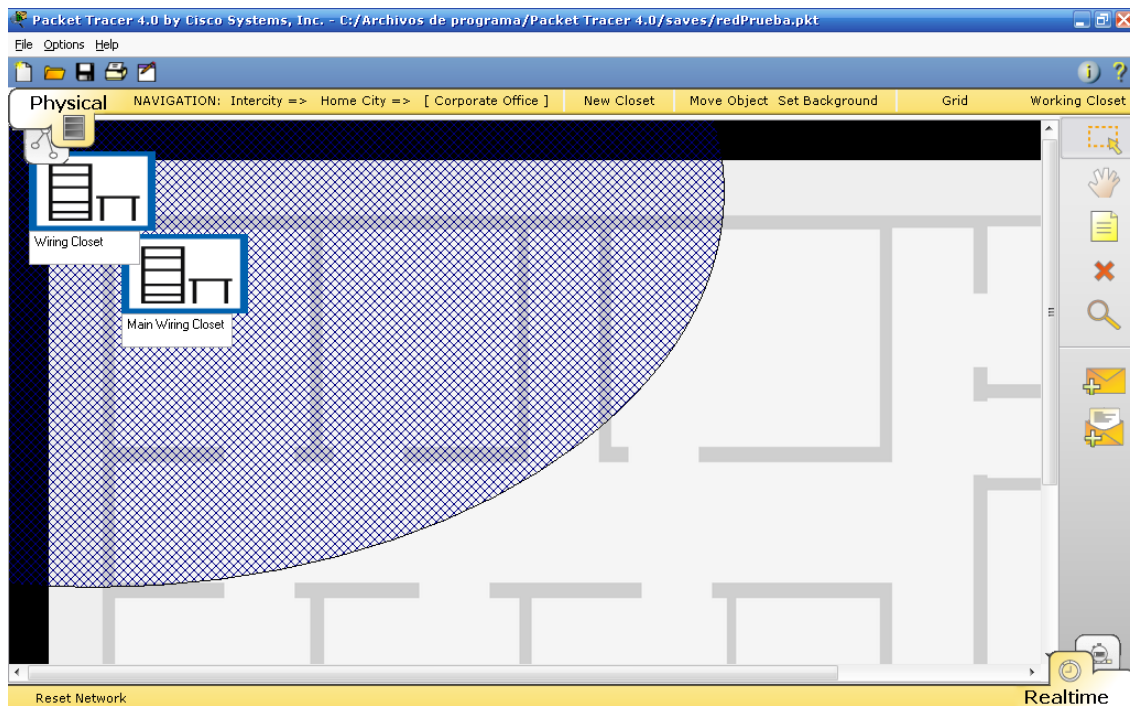 Packet Tracer 4.0 by Cisco Systems, Inc. - C:/Archivos de programa/Packet Tracer 4.0/saves/redPrueba.pkt
File Options Help
i ?
Physical NAVIGATION: Intercity => Home City => [ Corporate Office ] New Closet Move Object Set Background Grid Working Closet
Wiring Closet
Main Wiring Closet
Reset Network Realtime